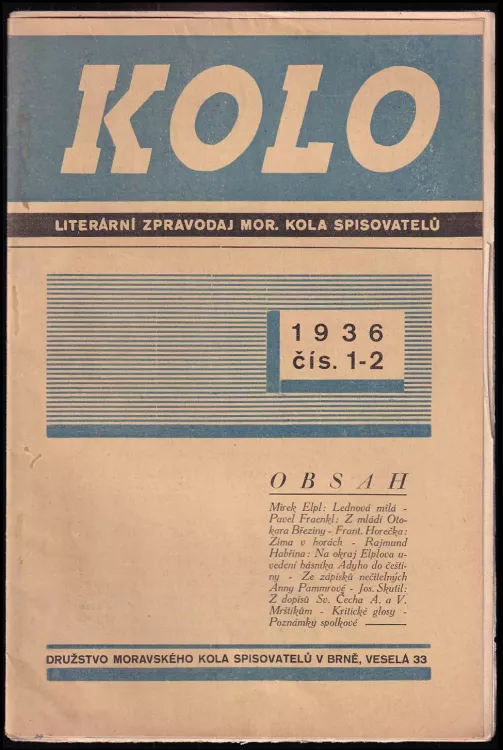 KOLO
LITERÁRNÍ ZPRAVODAJ MOR. KOLA SPISOVATELŮ
1936
čís. 1-2
OBSAH
Mirek Elpl: Lednová milá -
Pavel Fraenkl: Z mládí Oto-
kara Březiny - Frant. Horečka:
Zima v horách - Rajmund
Habřina: Na okraj Elplova u-
vedení básníka Adyho do češti-
ny - Ze zápisků nečitelných
Anny Pammrové - Jos. Skutil:
Z dopisů Sv. Čecha A. a V.
Mrštíkům - Kritické glosy -
Poznámky spolkové
DRUŽSTVO MORAVSKÉHO KOLA SPISOVATELŮ V BRNĚ, VESELÁ 33